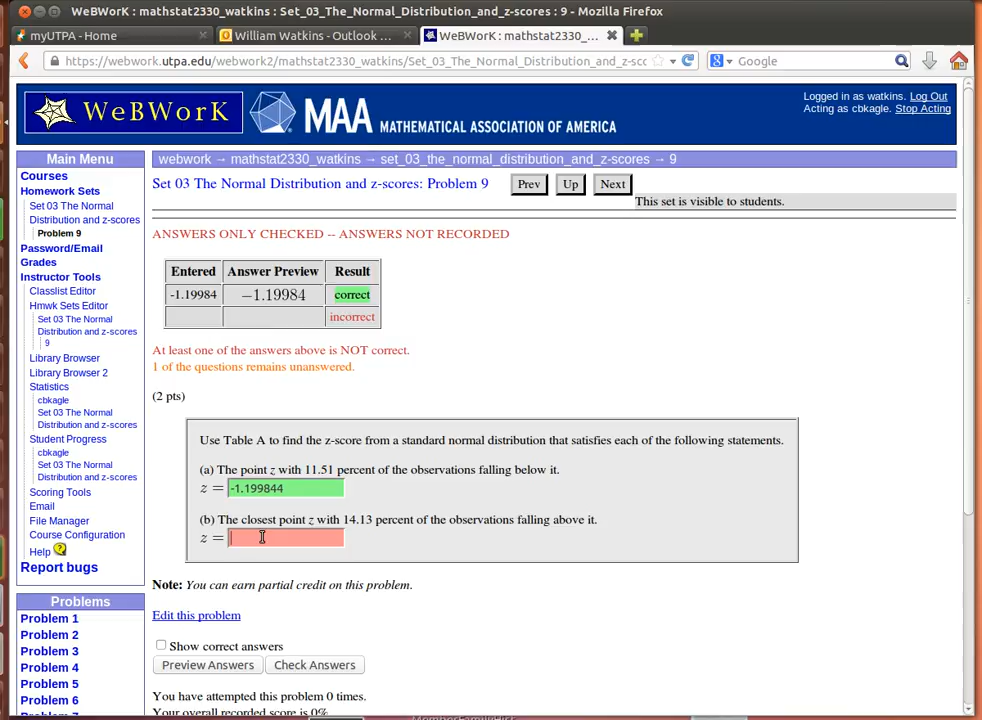 WeBWorK : mathstat2330_watkins : Set_03_The_Normal_Distribution_and_z-scores : 9 - Mozilla Firefox
myUTPA - Home
William Watkins - Outlook ...
WeBWorK : mathstat2330_...
https://webwork.utpa.edu/webwork2/mathstat2330_watkins/Set_03_The_Normal_Distribution_and_z-sc
Google
WeBWorK
MAA MATHEMATICAL ASSOCIATION OF AMERICA
Logged in as watkins. Log Out
Acting as cbkagle. Stop Acting
Main Menu
Courses
Homework Sets
Set 03 The Normal
Distribution and z-scores
Problem 9
Password/Email
Grades
Instructor Tools
Classlist Editor
Hmwk Sets Editor
Set 03 The Normal
Distribution and z-scores
9
Library Browser
Library Browser 2
Statistics
cbkagle
Set 03 The Normal
Distribution and z-scores
Student Progress
cbkagle
Set 03 The Normal
Distribution and z-scores
Scoring Tools
Email
File Manager
Course Configuration
Help ?
Report bugs
Problems
Problem 1
Problem 2
Problem 3
Problem 4
Problem 5
Problem 6
webwork → mathstat2330_watkins → set_03_the_normal_distribution_and_z-scores → 9
Set 03 The Normal Distribution and z-scores: Problem 9
Prev Up Next
This set is visible to students.
ANSWERS ONLY CHECKED -- ANSWERS NOT RECORDED
Entered Answer Preview Result
-1.19984 −1.19984 correct
incorrect
At least one of the answers above is NOT correct.
1 of the questions remains unanswered.
(2 pts)
Use Table A to find the z-score from a standard normal distribution that satisfies each of the following statements.
(a) The point z with 11.51 percent of the observations falling below it.
z = -1.199844
(b) The closest point z with 14.13 percent of the observations falling above it.
z =
Note: You can earn partial credit on this problem.
Edit this problem
Show correct answers
Preview Answers Check Answers
You have attempted this problem 0 times.
Your overall recorded score is 0%.